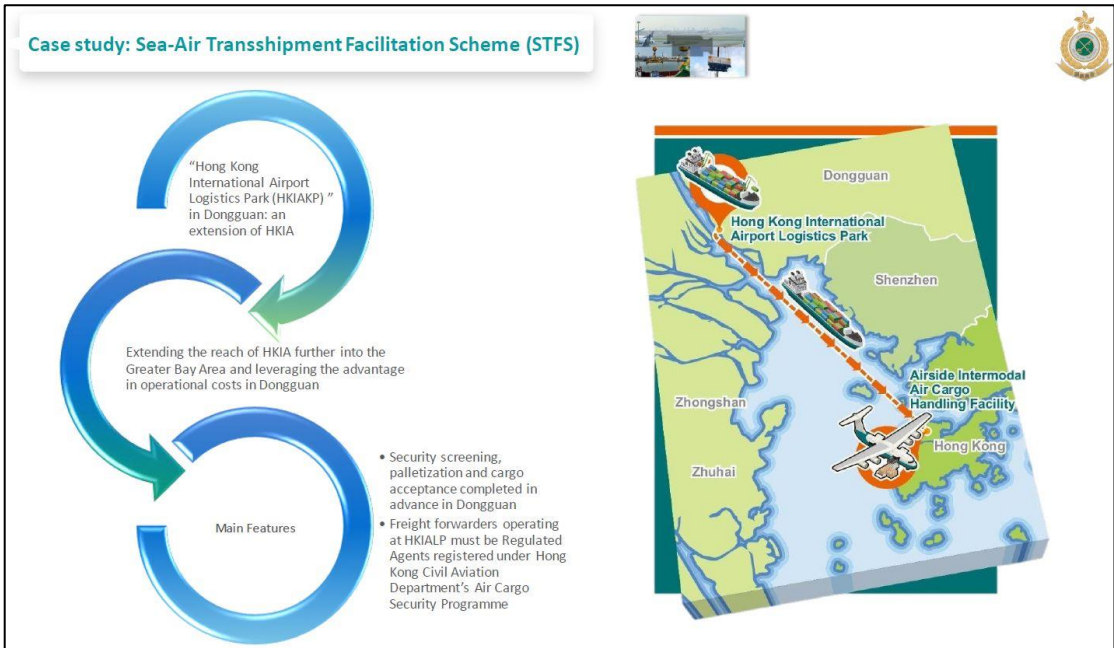 Case study: Sea-Air Transshipment Facilitation Scheme (STFS)
“Hong Kong
International Airport
Logistics Park (HKIAKP) ”
in Dongguan: an
extension of HKIA
Extending the reach of HKIA further into the
Greater Bay Area and leveraging the advantage
in operational costs in Dongguan
Main Features
• Security screening,
palletization and cargo
acceptance completed in
advance in Dongguan
• Freight forwarders operating
at HKIALP must be Regulated
Agents registered under Hong
Kong Civil Aviation
Department’s Air Cargo
Security Programme
Dongguan
Hong Kong International
Airport Logistics Park
Shenzhen
Airside Intermodal
Air Cargo
Handling Facility
Zhongshan
Hong Kong
Zhuhai